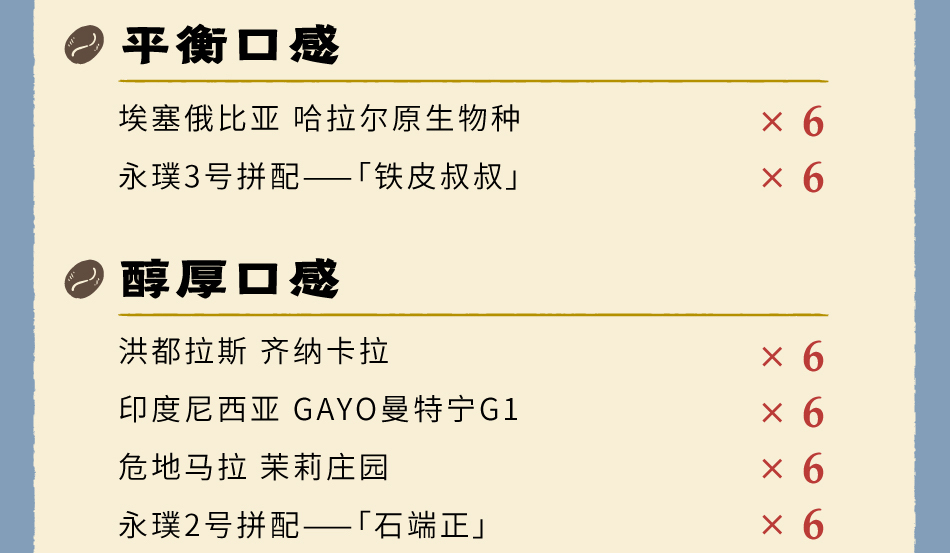 平衡口感
埃塞俄比亚 哈拉尔原生物种 × 6
永璞3号拼配——「铁皮叔叔」 × 6
醇厚口感
洪都拉斯 齐纳卡拉 × 6
印度尼西亚 GAYO曼特宁G1 × 6
危地马拉 茉莉庄园 × 6
永璞2号拼配——「石端正」 × 6